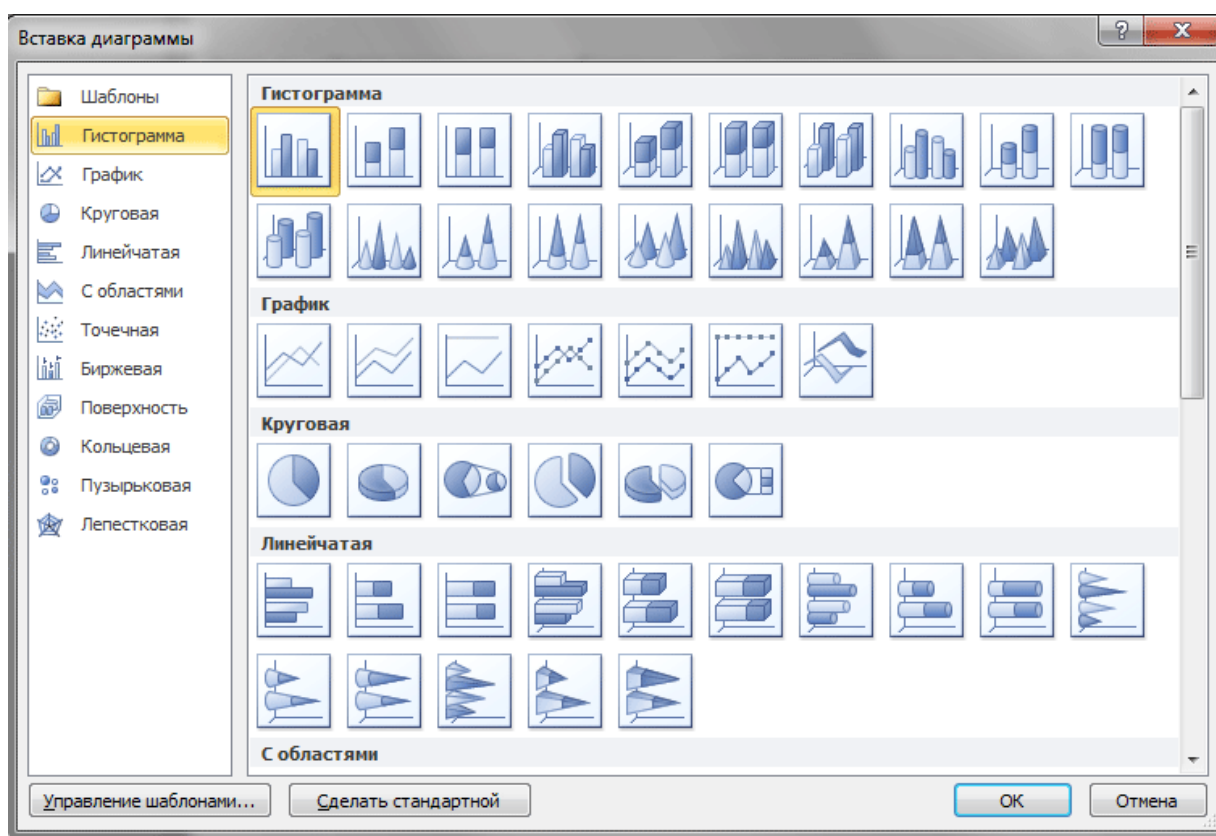 Вставка диаграммы
Шаблоны
Гистограмма
График
Круговая
Линейчатая
С областями
Точечная
Биржевая
Поверхность
Кольцевая
Пузырьковая
Лепестковая
Гистограмма
График
Круговая
Линейчатая
С областями
Управление шаблонами...
Сделать стандартной
ОК
Отмена